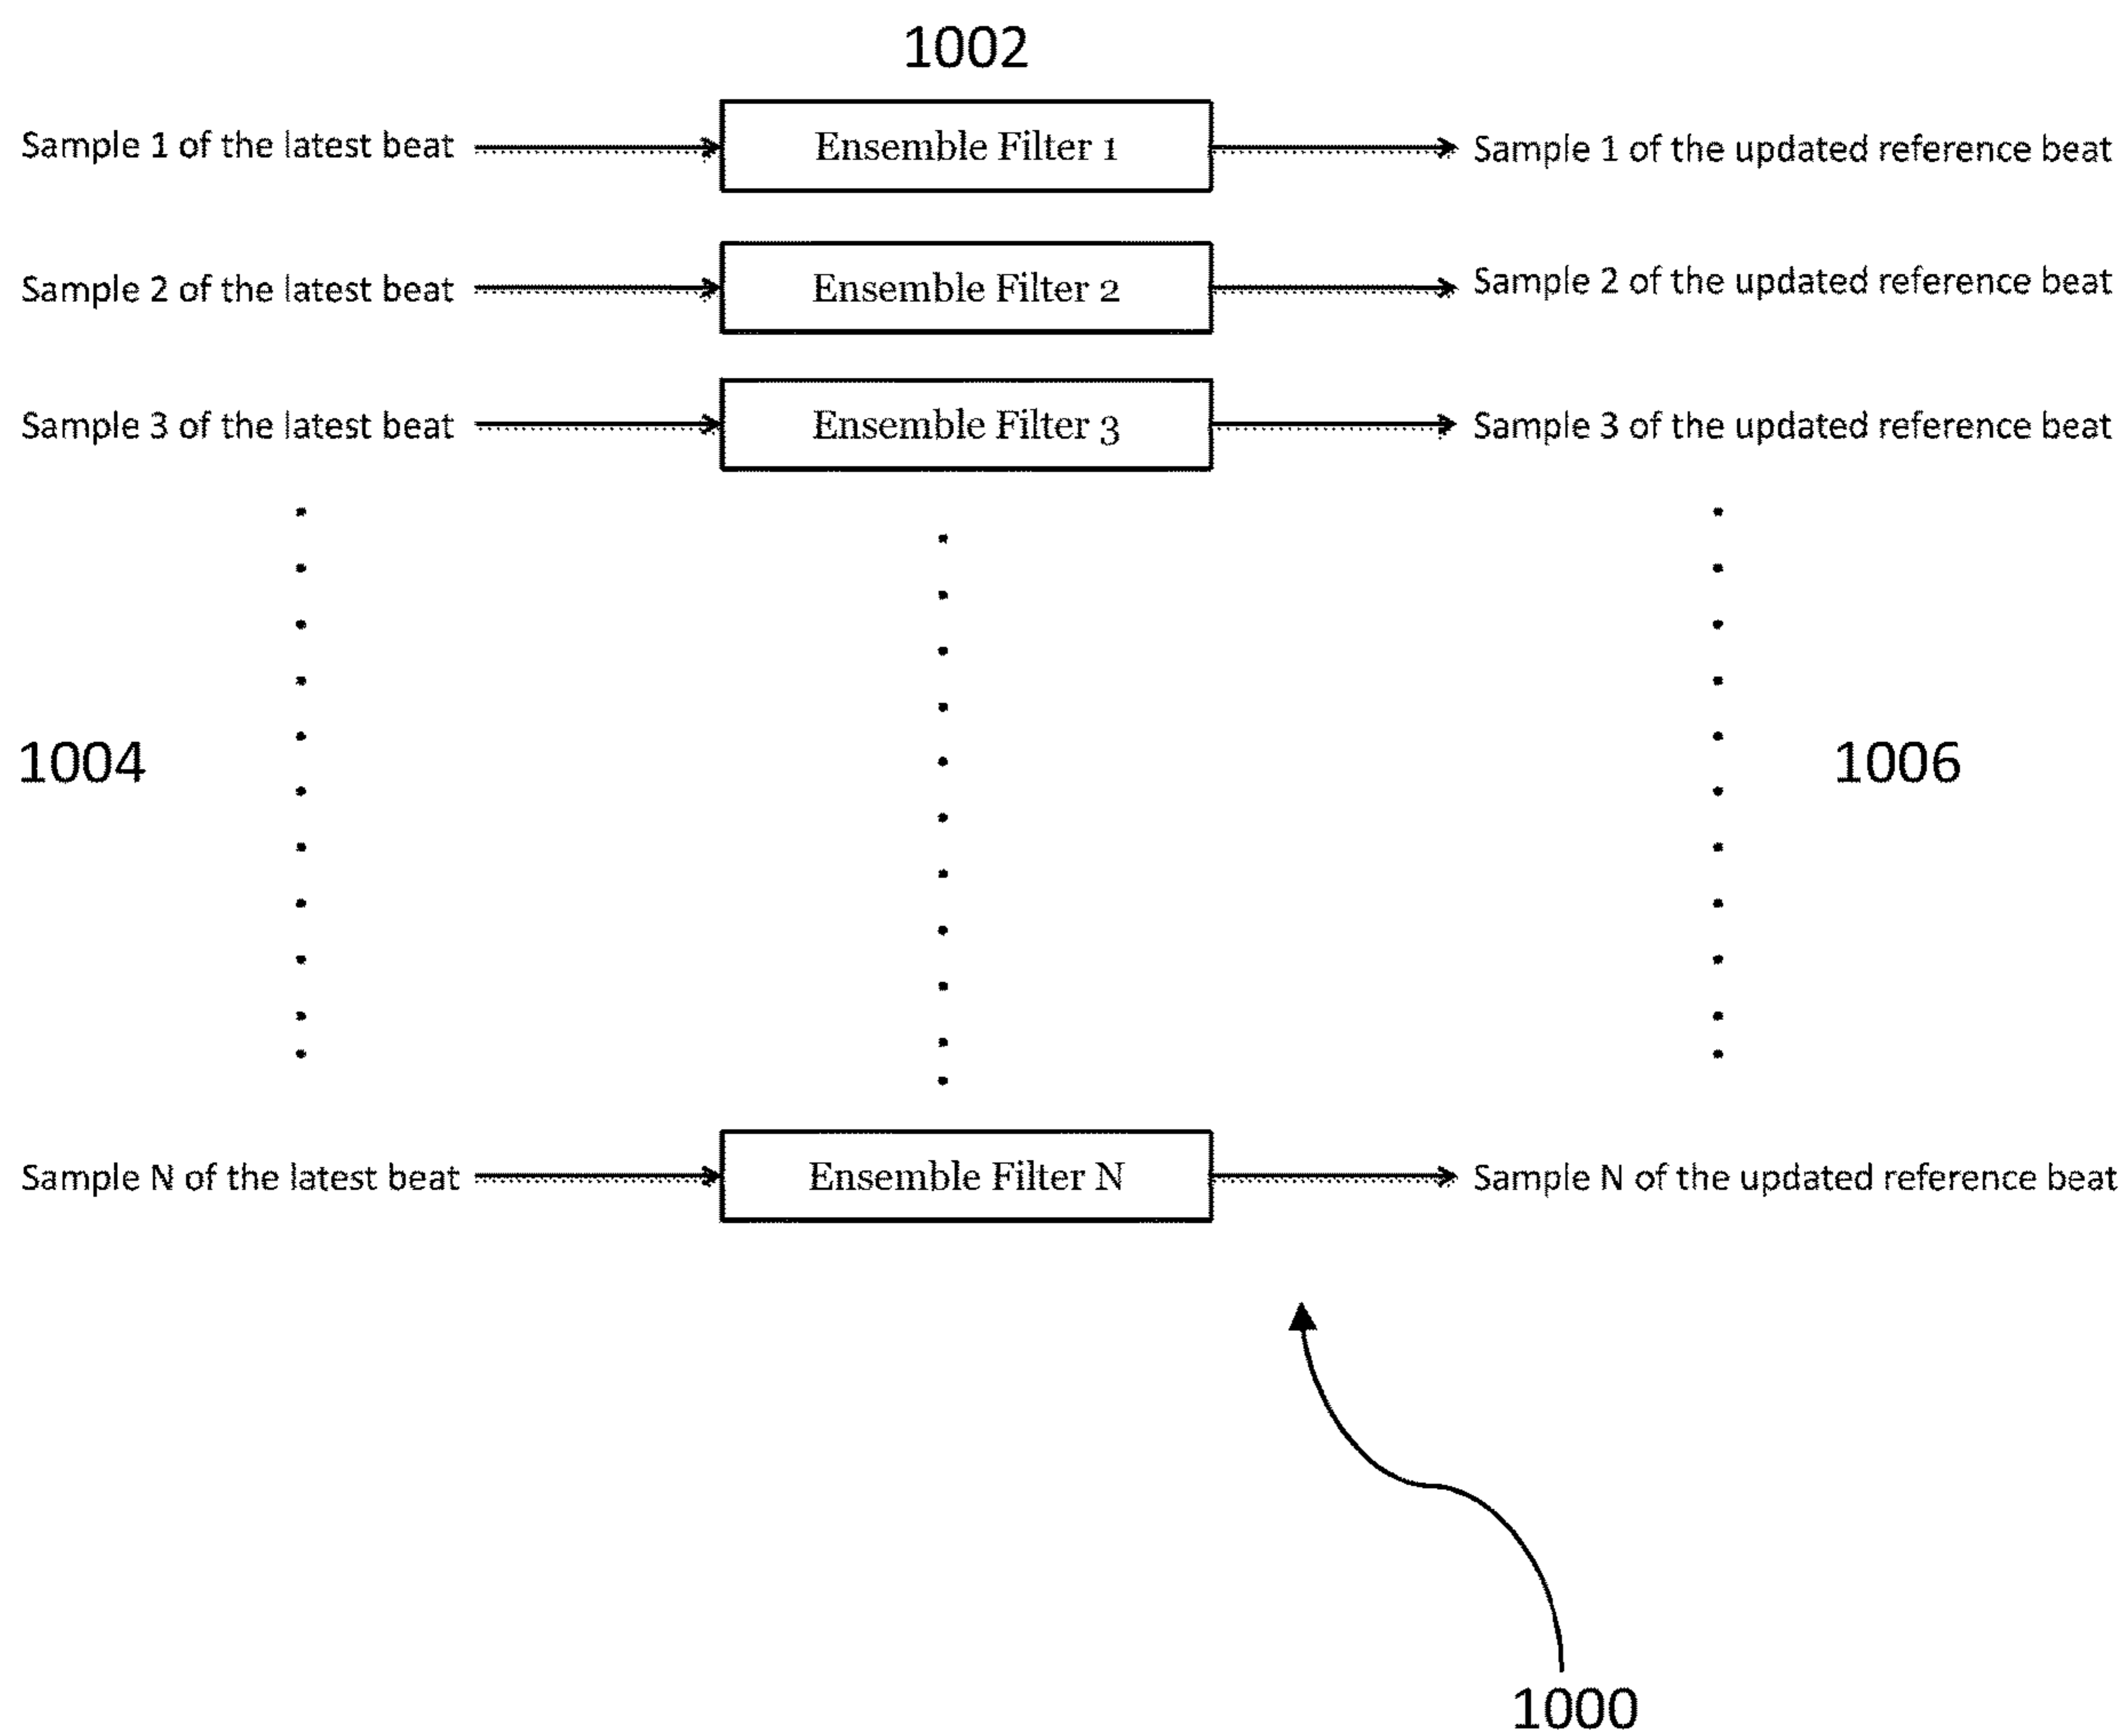 1002
Sample 1 of the latest beat
Ensemble Filter 1
Sample 1 of the updated reference beat
Sample 2 of the latest beat
Ensemble Filter 2
Sample 2 of the updated reference beat
Sample 3 of the latest beat
Ensemble Filter 3
Sample 3 of the updated reference beat
1004
1006
Sample N of the latest beat
Ensemble Filter N
Sample N of the updated reference beat
1000